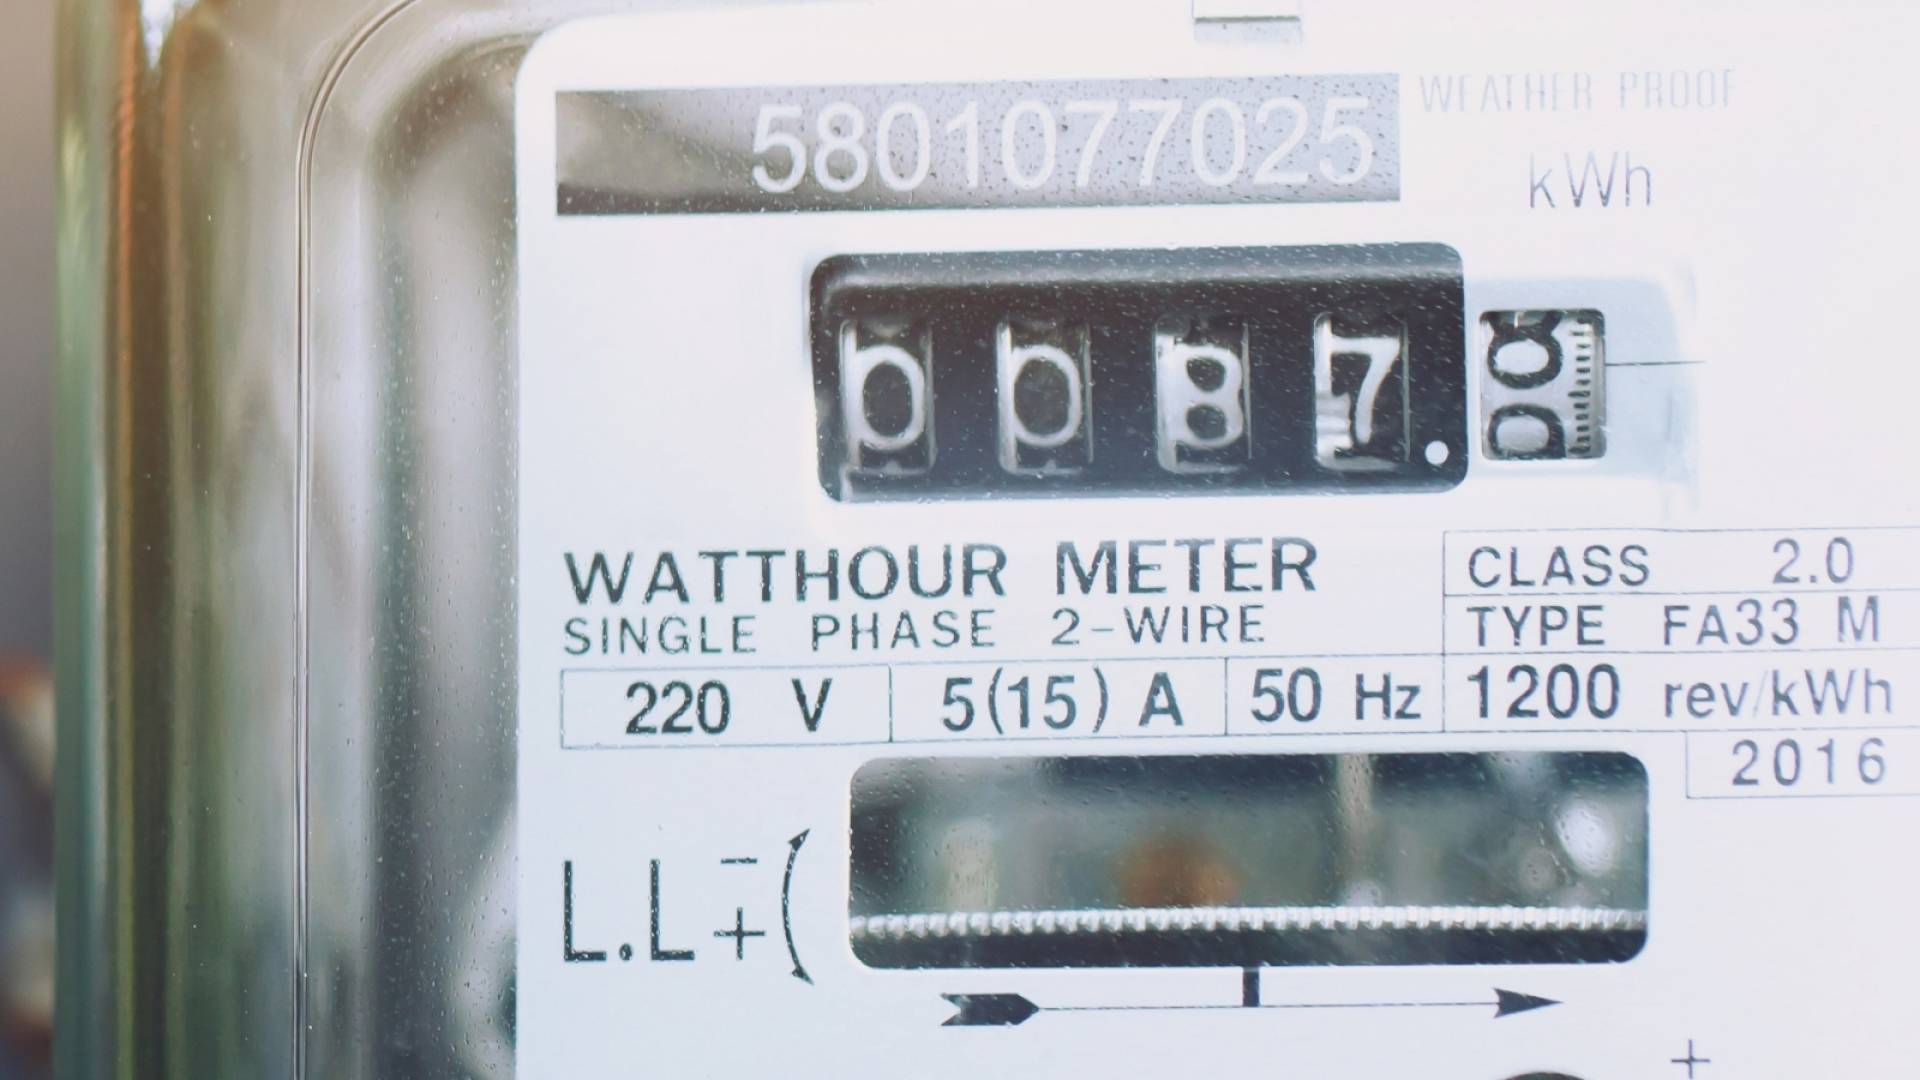 5801077025
WEATHER PROOF
kWh
0087.
WATTHOUR METER
SINGLE PHASE 2-WIRE
220 V 5(15) A 50 Hz
CLASS 2.0
TYPE FA33 M
1200 rev/kWh
2016
L.L - +
+